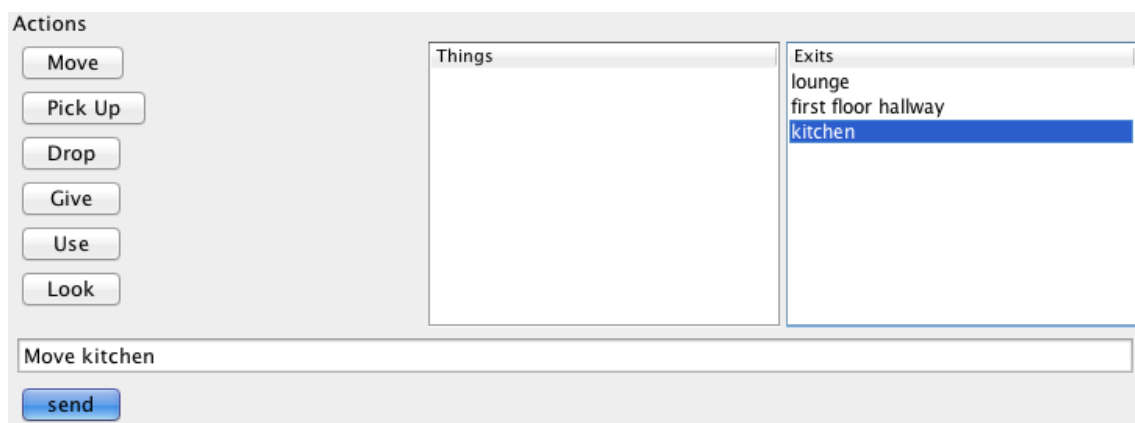 Actions
Move
Pick Up
Drop
Give
Use
Look
Things
Exits
lounge
first floor hallway
kitchen
Move kitchen
send